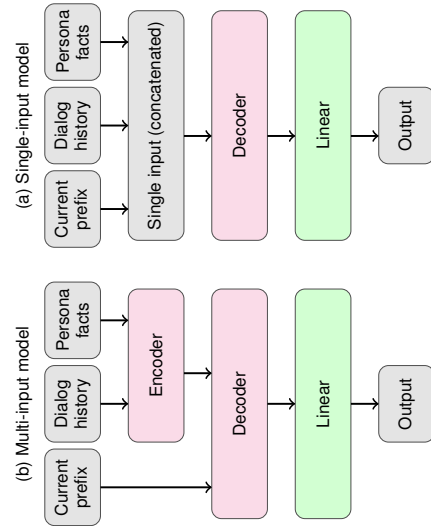 (a) Single-input model
Persona
facts
Dialog
history
Current
prefix
Single input (concatenated)
Decoder
Linear
Output
(b) Multi-input model
Persona
facts
Dialog
history
Current
prefix
Encoder
Decoder
Linear
Output